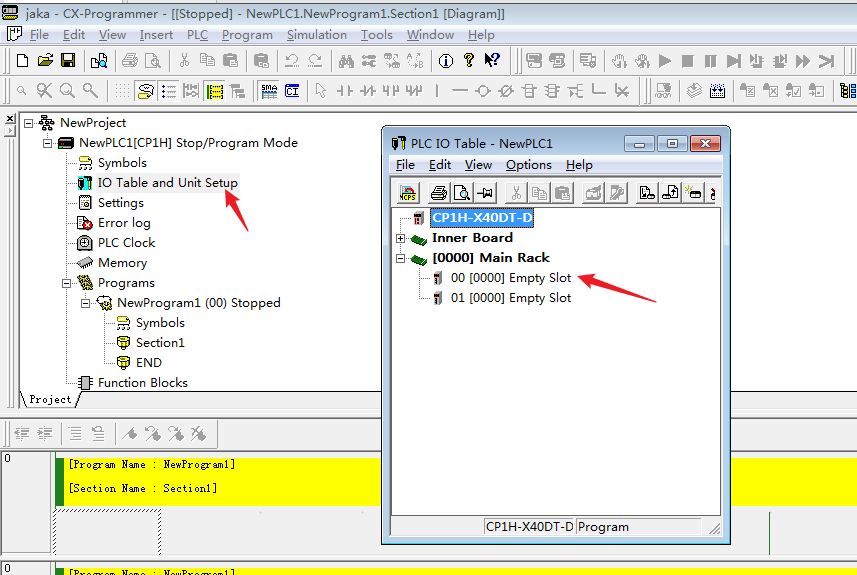 jaka - CX-Programmer - [[Stopped] - NewPLC1.NewProgram1.Section1 [Diagram]]
File Edit View Insert PLC Program Simulation Tools Window Help
SMA
CI
NewProject
NewPLC1[CP1H] Stop/Program Mode
Symbols
IO Table and Unit Setup
Settings
Error log
PLC Clock
Memory
Programs
NewProgram1 (00) Stopped
Symbols
Section1
END
Function Blocks
Project
PLC IO Table - NewPLC1
File Edit View Options Help
NCPS
CP1H-X40DT-D
Inner Board
[0000] Main Rack
00 [0000] Empty Slot
01 [0000] Empty Slot
CP1H-X40DT-D Program
0
[Program Name : NewProgram1]
[Section Name : Section1]
0
[Program Name : NewProgram1]